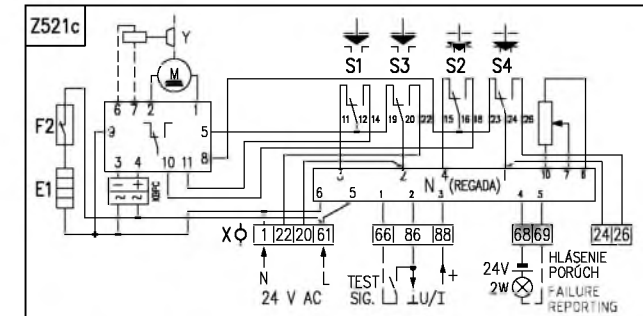 Z521c
Y
M
S1 S3 S2 S4
F2
E1
6 7 2 1
9 5
8
3 4 10 11
KBPC
11 12 14 19 20 22 15 16 18 23 24 26
3 2 4 1 10 7 8
N (REGADA)
6 5 1 2 3 4 5
X 1 22 20 61 66 86 88 68 69 24 26
N L
24 V AC
TEST
SIG.
⊥U/I
+
24V
2W
HLÁSENIE
PORÚCH
FAILURE
REPORTING